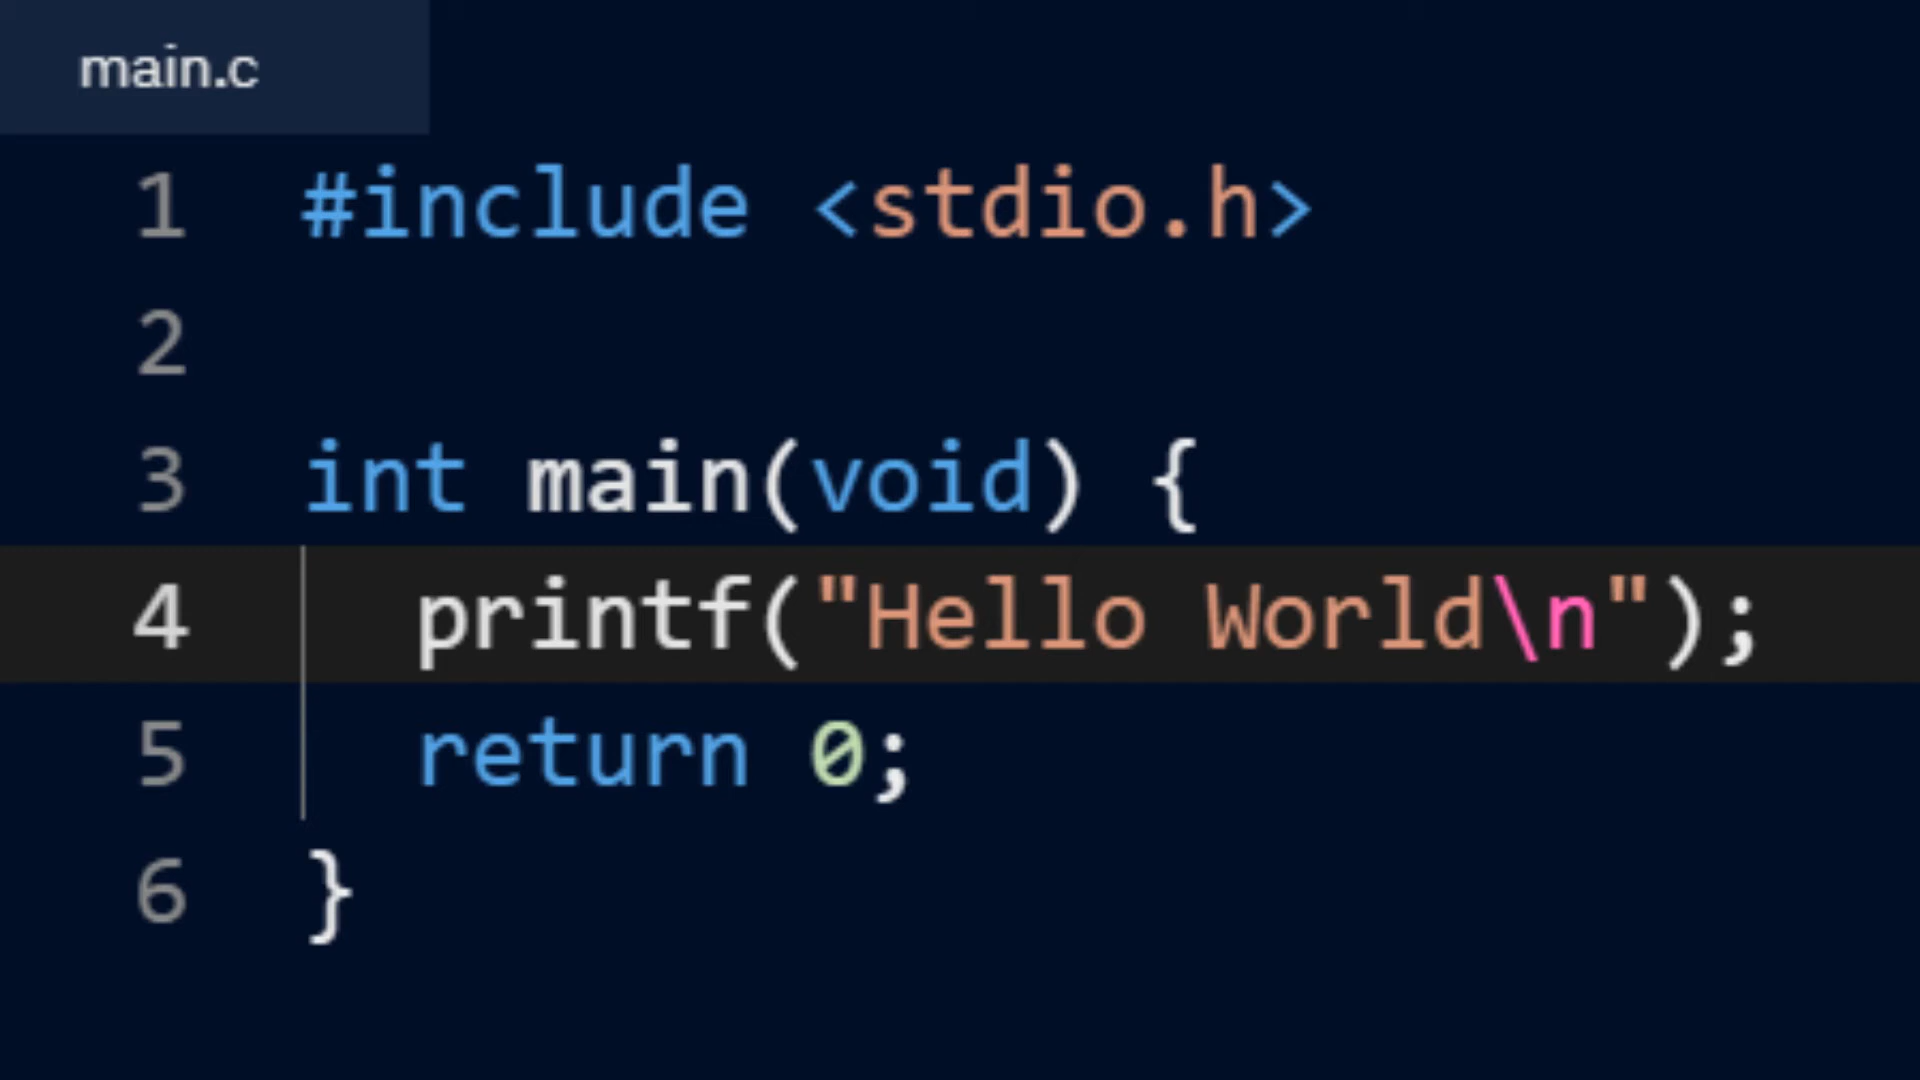 main.c
1 #include <stdio.h>
2
3 int main(void) {
4   printf("Hello World\n");
5   return 0;
6 }